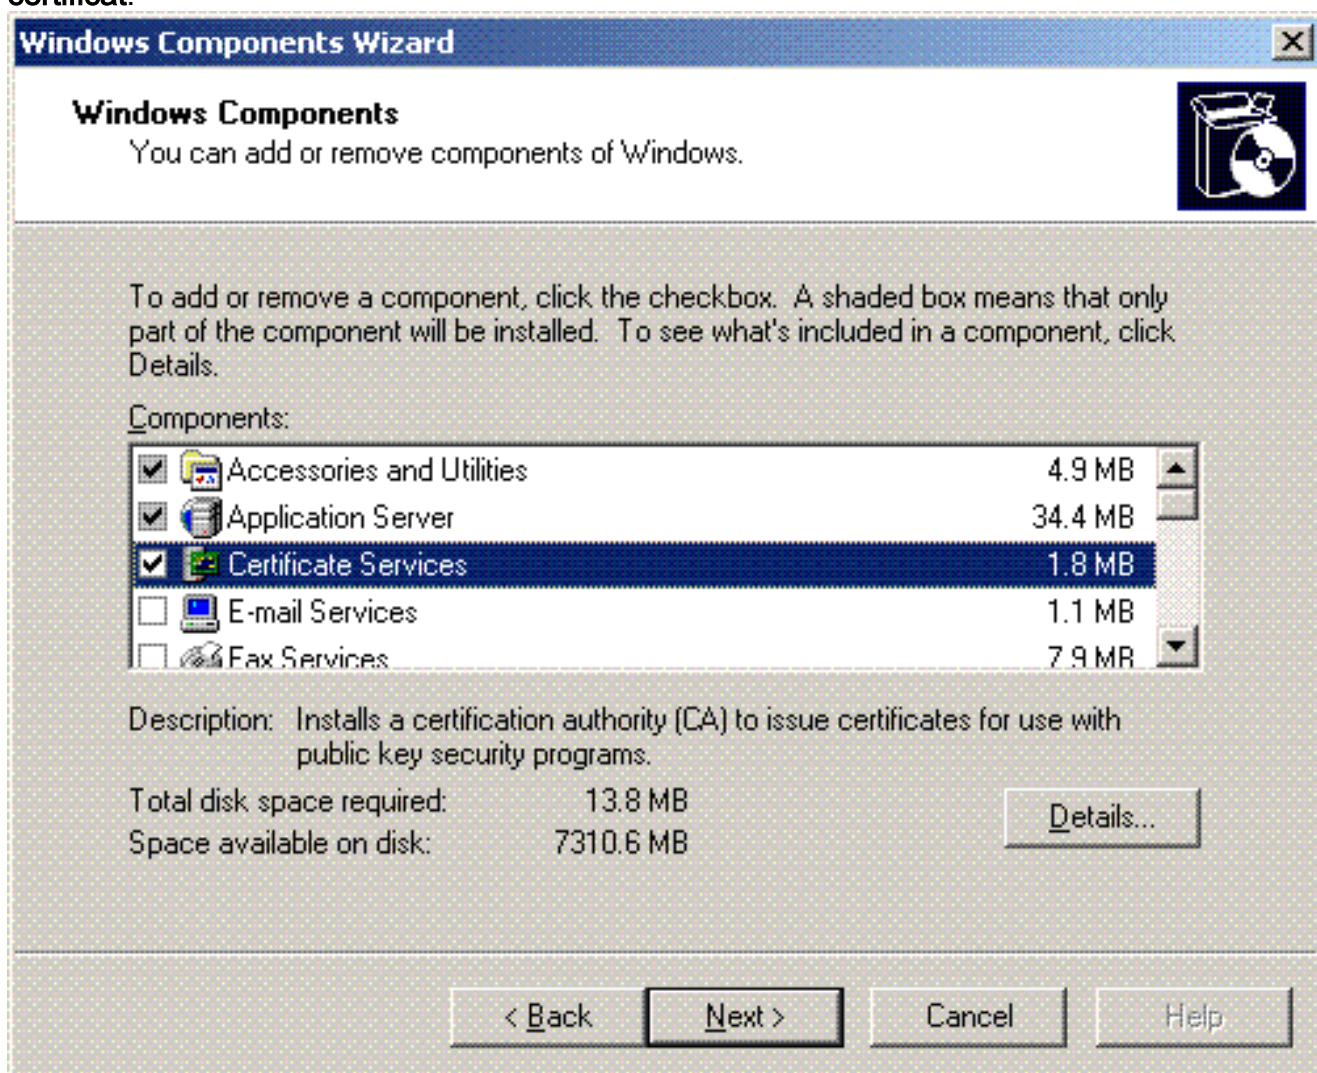 certificat.
Windows Components Wizard
Windows Components
You can add or remove components of Windows.
To add or remove a component, click the checkbox. A shaded box means that only
part of the component will be installed. To see what's included in a component, click
Details.
Components:
Accessories and Utilities 4.9 MB
Application Server 34.4 MB
Certificate Services 1.8 MB
E-mail Services 1.1 MB
Fax Services 7.9 MB
Description: Installs a certification authority (CA) to issue certificates for use with
public key security programs.
Total disk space required: 13.8 MB
Space available on disk: 7310.6 MB
Details...
< Back Next > Cancel Help